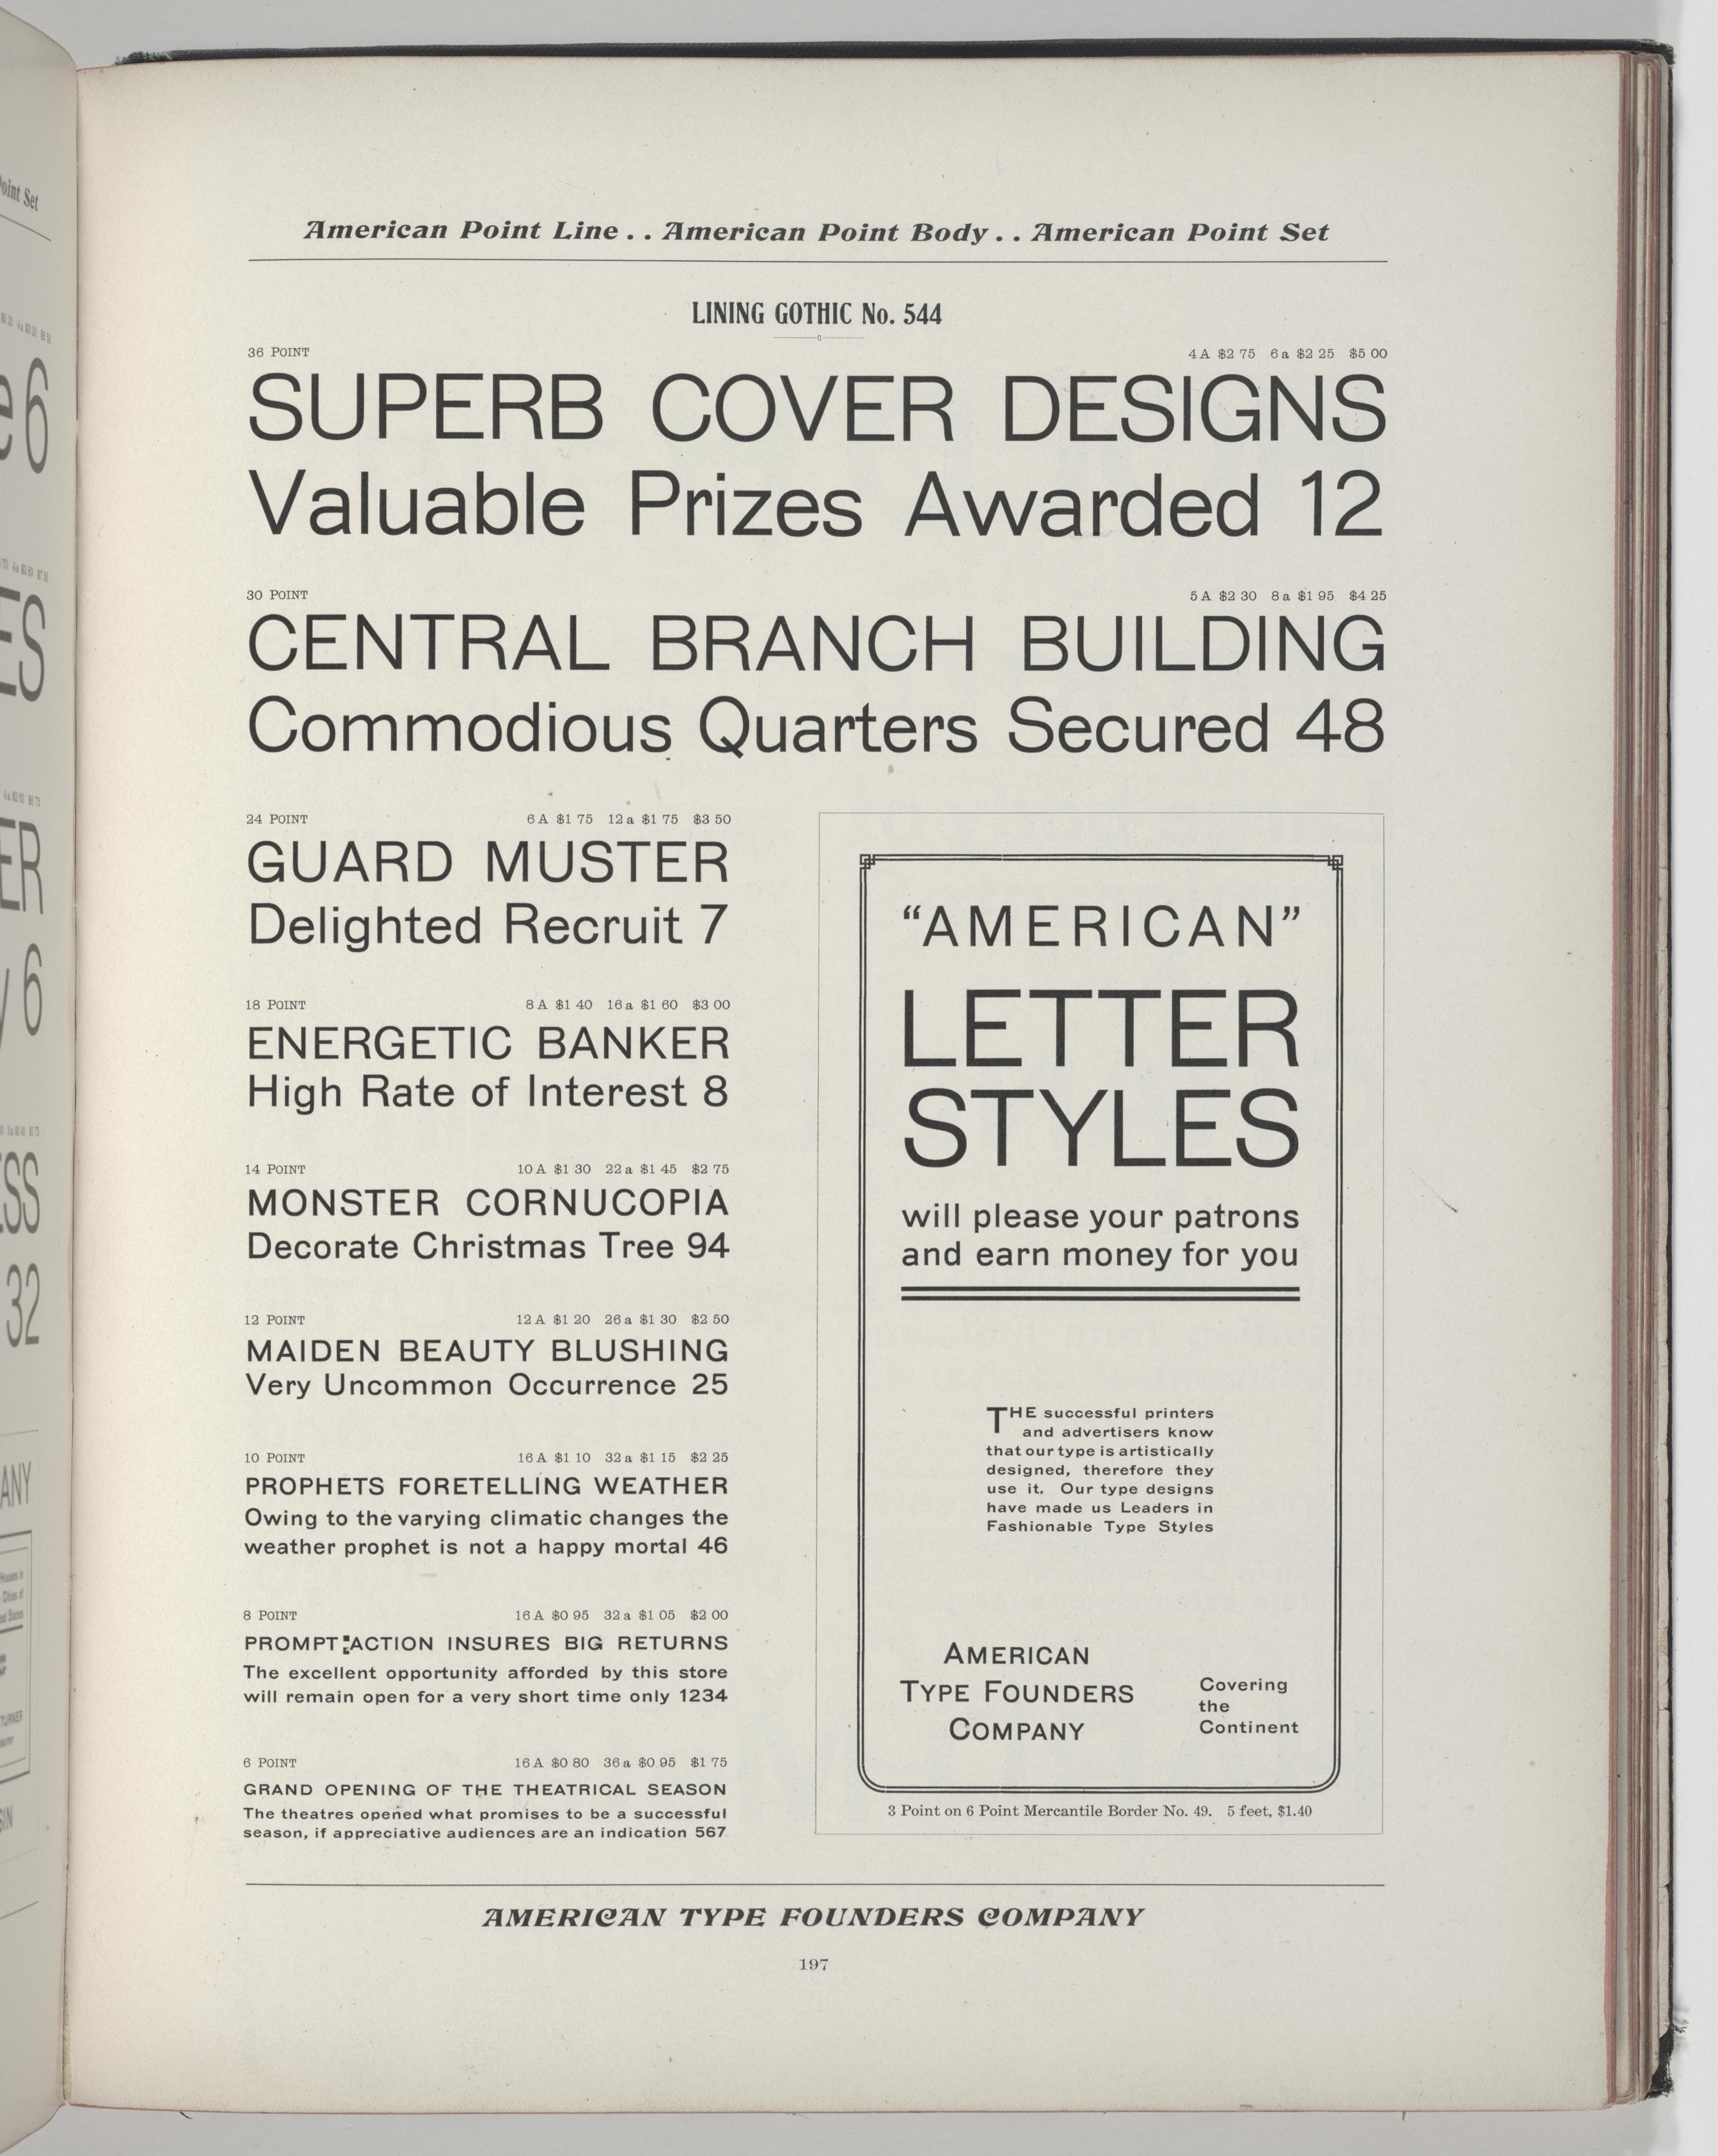 Point Set
e6
ES
ER
y 6
ESS
32
ANY
American Point Line . . American Point Body . . American Point Set
LINING GOTHIC No. 544
36 POINT 4 A $2 75 6 a $2 25 $5 00
SUPERB COVER DESIGNS
Valuable Prizes Awarded 12
30 POINT 5 A $2 30 8 a $1 95 $4 25
CENTRAL BRANCH BUILDING
Commodious Quarters Secured 48
24 POINT 6 A $1 75 12 a $1 75 $3 50
GUARD MUSTER
Delighted Recruit 7
18 POINT 8 A $1 40 16 a $1 60 $3 00
ENERGETIC BANKER
High Rate of Interest 8
14 POINT 10 A $1 30 22 a $1 45 $2 75
MONSTER CORNUCOPIA
Decorate Christmas Tree 94
12 POINT 12 A $1 20 26 a $1 30 $2 50
MAIDEN BEAUTY BLUSHING
Very Uncommon Occurrence 25
10 POINT 16 A $1 10 32 a $1 15 $2 25
PROPHETS FORETELLING WEATHER
Owing to the varying climatic changes the
weather prophet is not a happy mortal 46
8 POINT 16 A $0 95 32 a $1 05 $2 00
PROMPT ACTION INSURES BIG RETURNS
The excellent opportunity afforded by this store
will remain open for a very short time only 1234
6 POINT 16 A $0 80 36 a $0 95 $1 75
GRAND OPENING OF THE THEATRICAL SEASON
The theatres opened what promises to be a successful
season, if appreciative audiences are an indication 567
“AMERICAN”
LETTER
STYLES
will please your patrons
and earn money for you
THE successful printers
and advertisers know
that our type is artistically
designed, therefore they
use it. Our type designs
have made us Leaders in
Fashionable Type Styles
AMERICAN
TYPE FOUNDERS
COMPANY
Covering
the
Continent
3 Point on 6 Point Mercantile Border No. 49. 5 feet, $1.40
AMERICAN TYPE FOUNDERS COMPANY
197